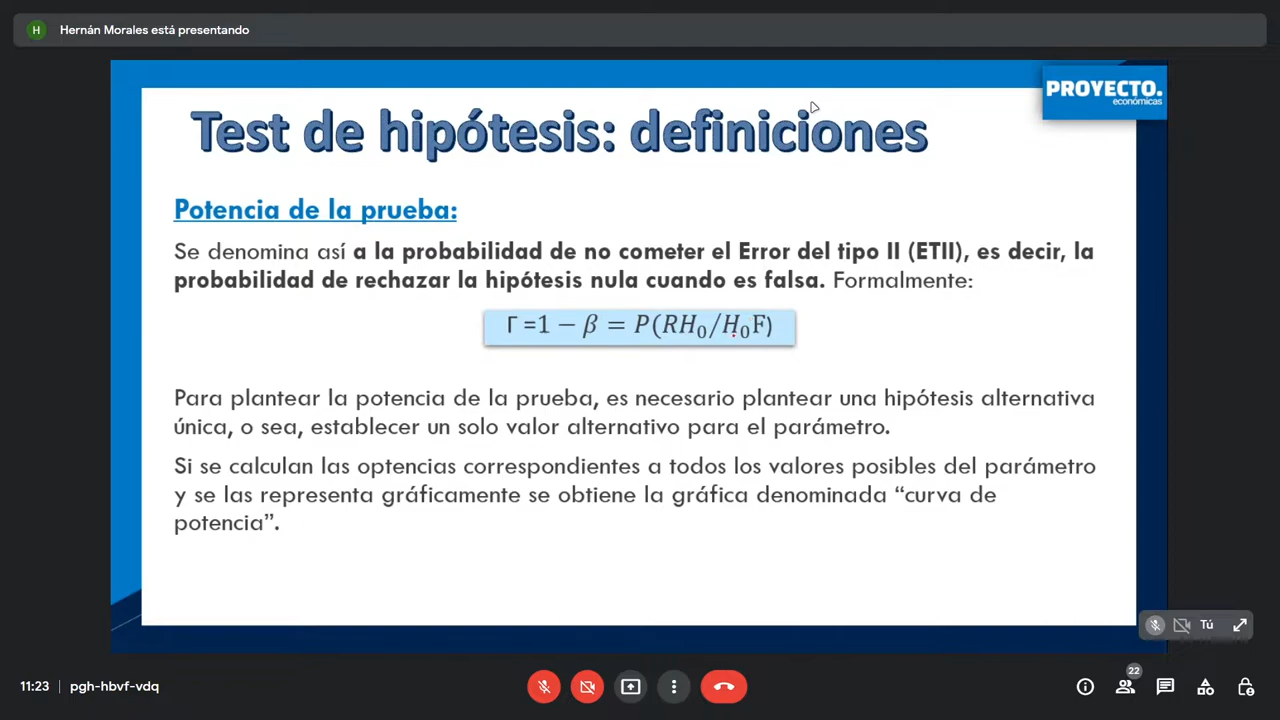 H Hernán Morales está presentando
PROYECTO.
económicas
Test de hipótesis: definiciones
Potencia de la prueba:
Se denomina así a la probabilidad de no cometer el Error del tipo II (ETII), es decir, la
probabilidad de rechazar la hipótesis nula cuando es falsa. Formalmente:
Γ =1 − β = P(RH₀/H₀F)
Para plantear la potencia de la prueba, es necesario plantear una hipótesis alternativa
única, o sea, establecer un solo valor alternativo para el parámetro.
Si se calculan las optencias correspondientes a todos los valores posibles del parámetro
y se las representa gráficamente se obtiene la gráfica denominada “curva de
potencia”.
Tú
11:23 pgh-hbvf-vdq
22